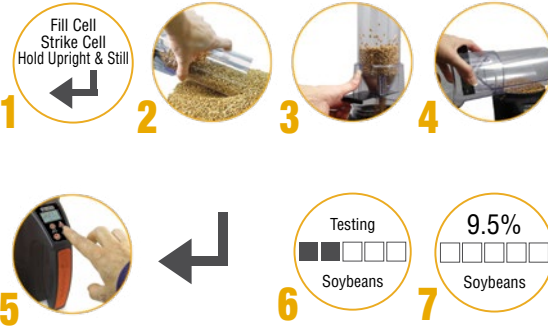 Fill Cell
Strike Cell
Hold Upright & Still
1
2
3
4
5
Testing
Soybeans
6
9.5%
Soybeans
7